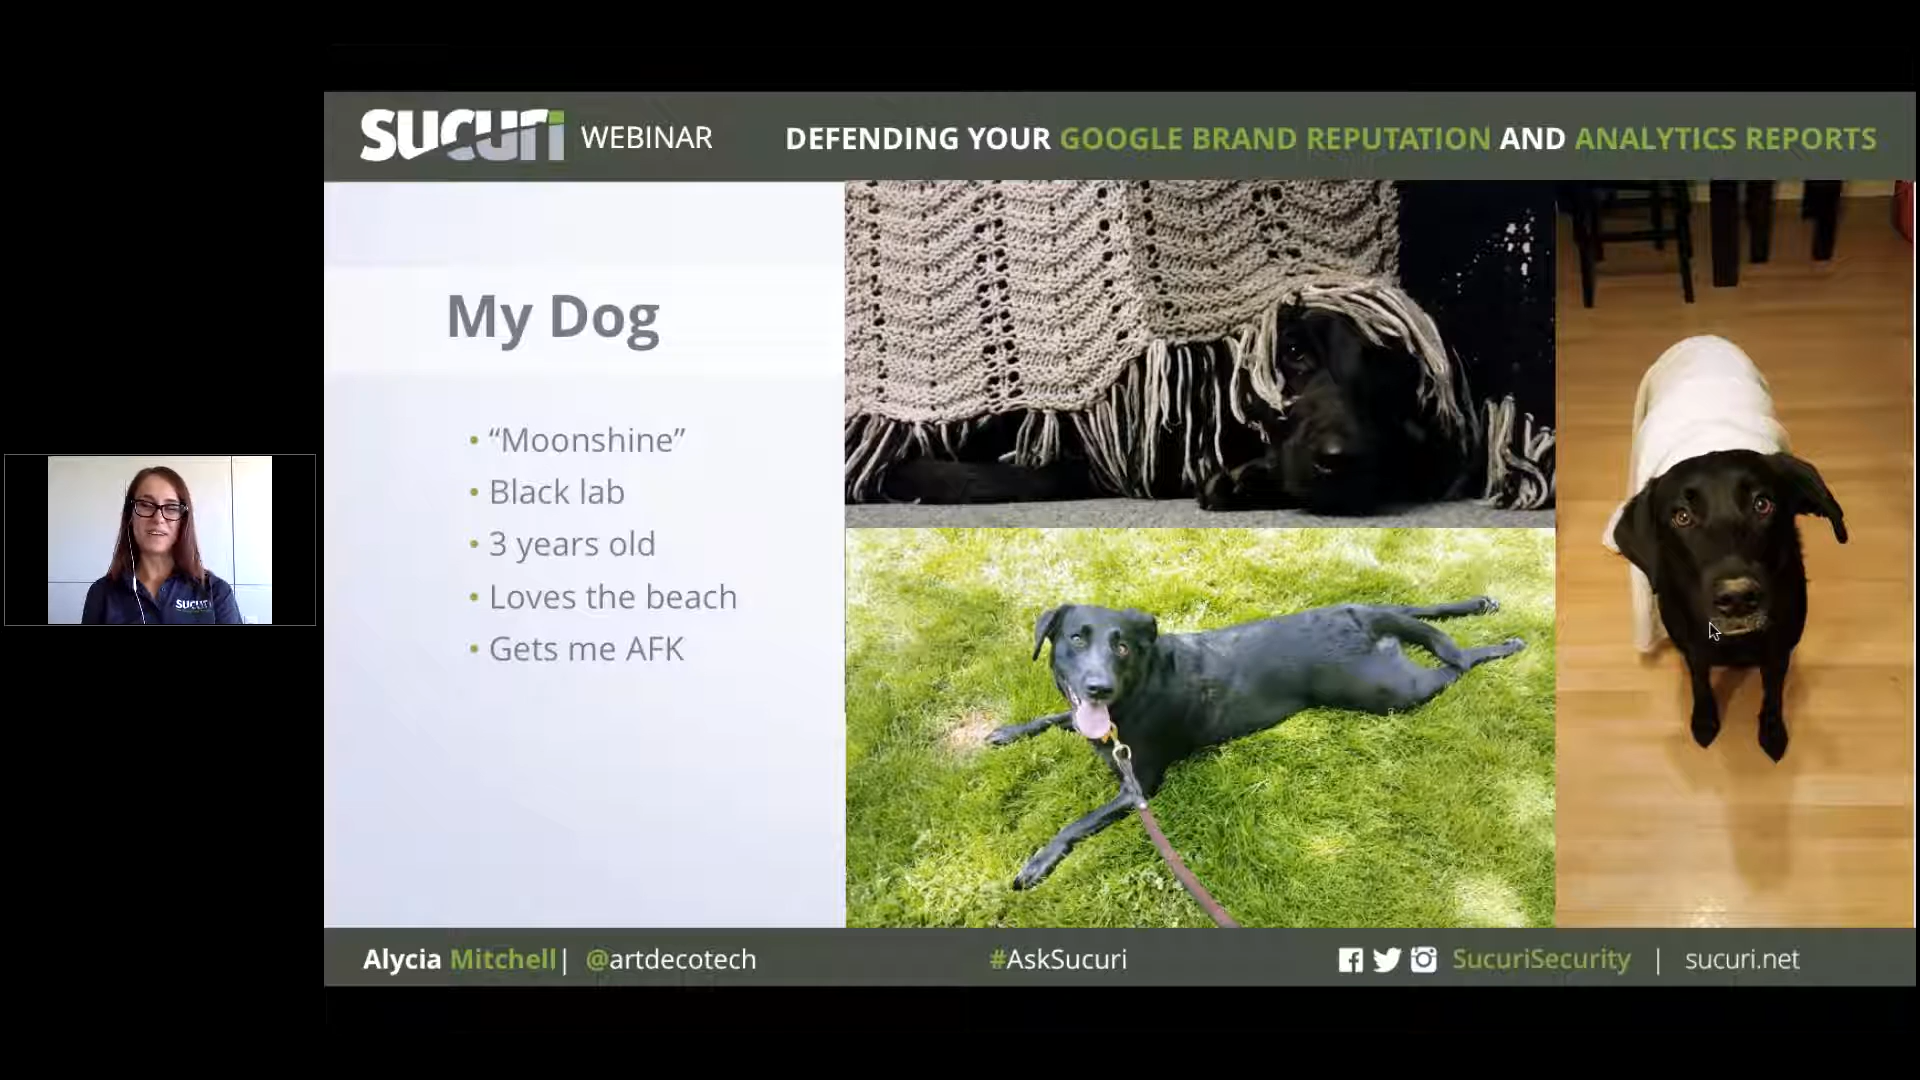 sucuri WEBINAR DEFENDING YOUR GOOGLE BRAND REPUTATION AND ANALYTICS REPORTS
My Dog
• “Moonshine”
• Black lab
• 3 years old
• Loves the beach
• Gets me AFK
SUCURI
Alycia Mitchell| @artdecotech #AskSucuri SucuriSecurity | sucuri.net